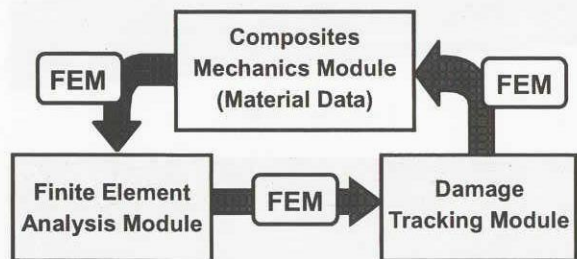 Composites
Mechanics Module
(Material Data)
FEM
FEM
Finite Element
Analysis Module
FEM
Damage
Tracking Module